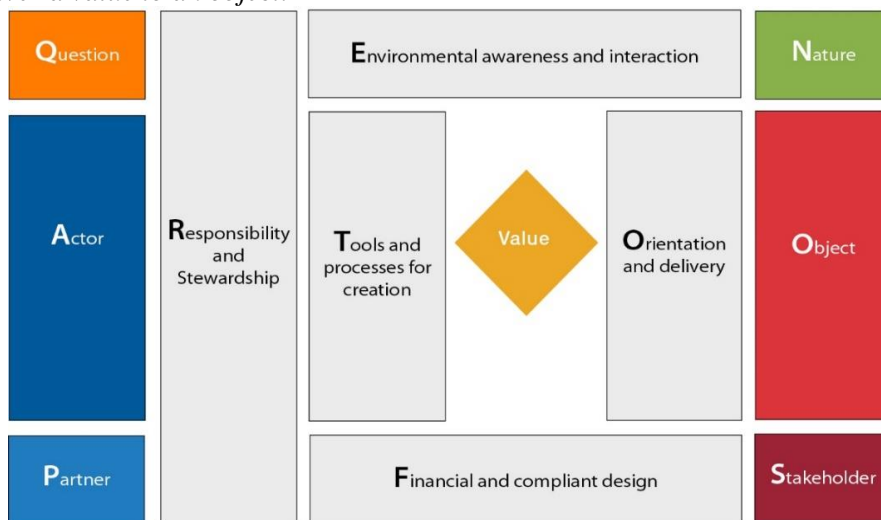 Question
Environmental awareness and interaction
Nature
Actor
Responsibility
and
Stewardship
Tools and
processes for
creation
Value
Orientation
and delivery
Object
Partner
Financial and compliant design
Stakeholder